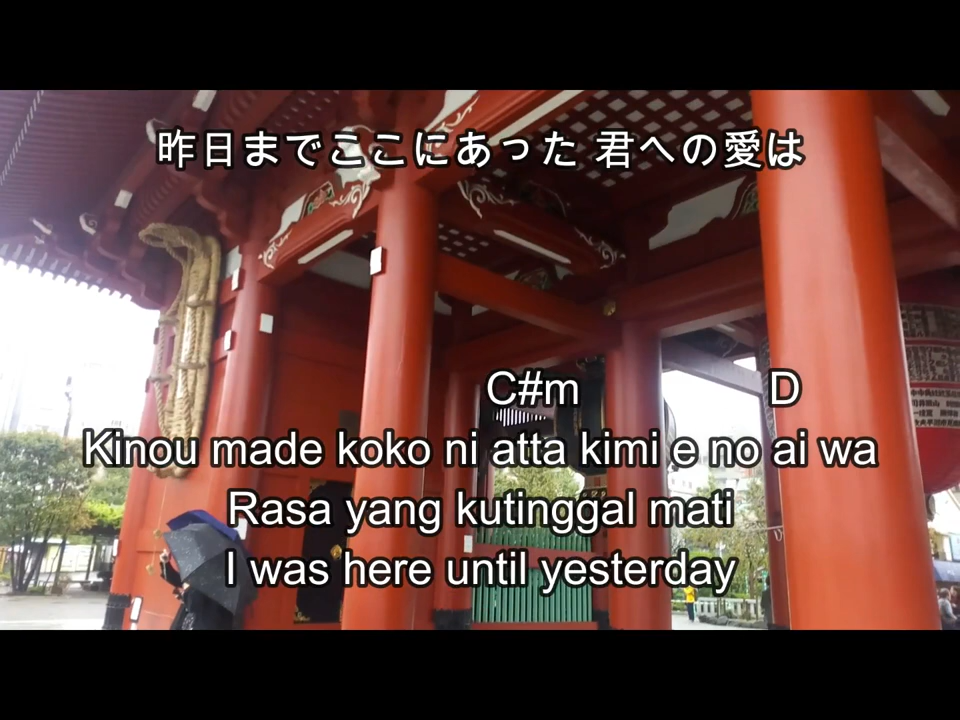 昨日までここにあった 君への愛は
C#m D
Kinou made koko ni atta kimi e no ai wa
Rasa yang kutinggal mati
I was here until yesterday